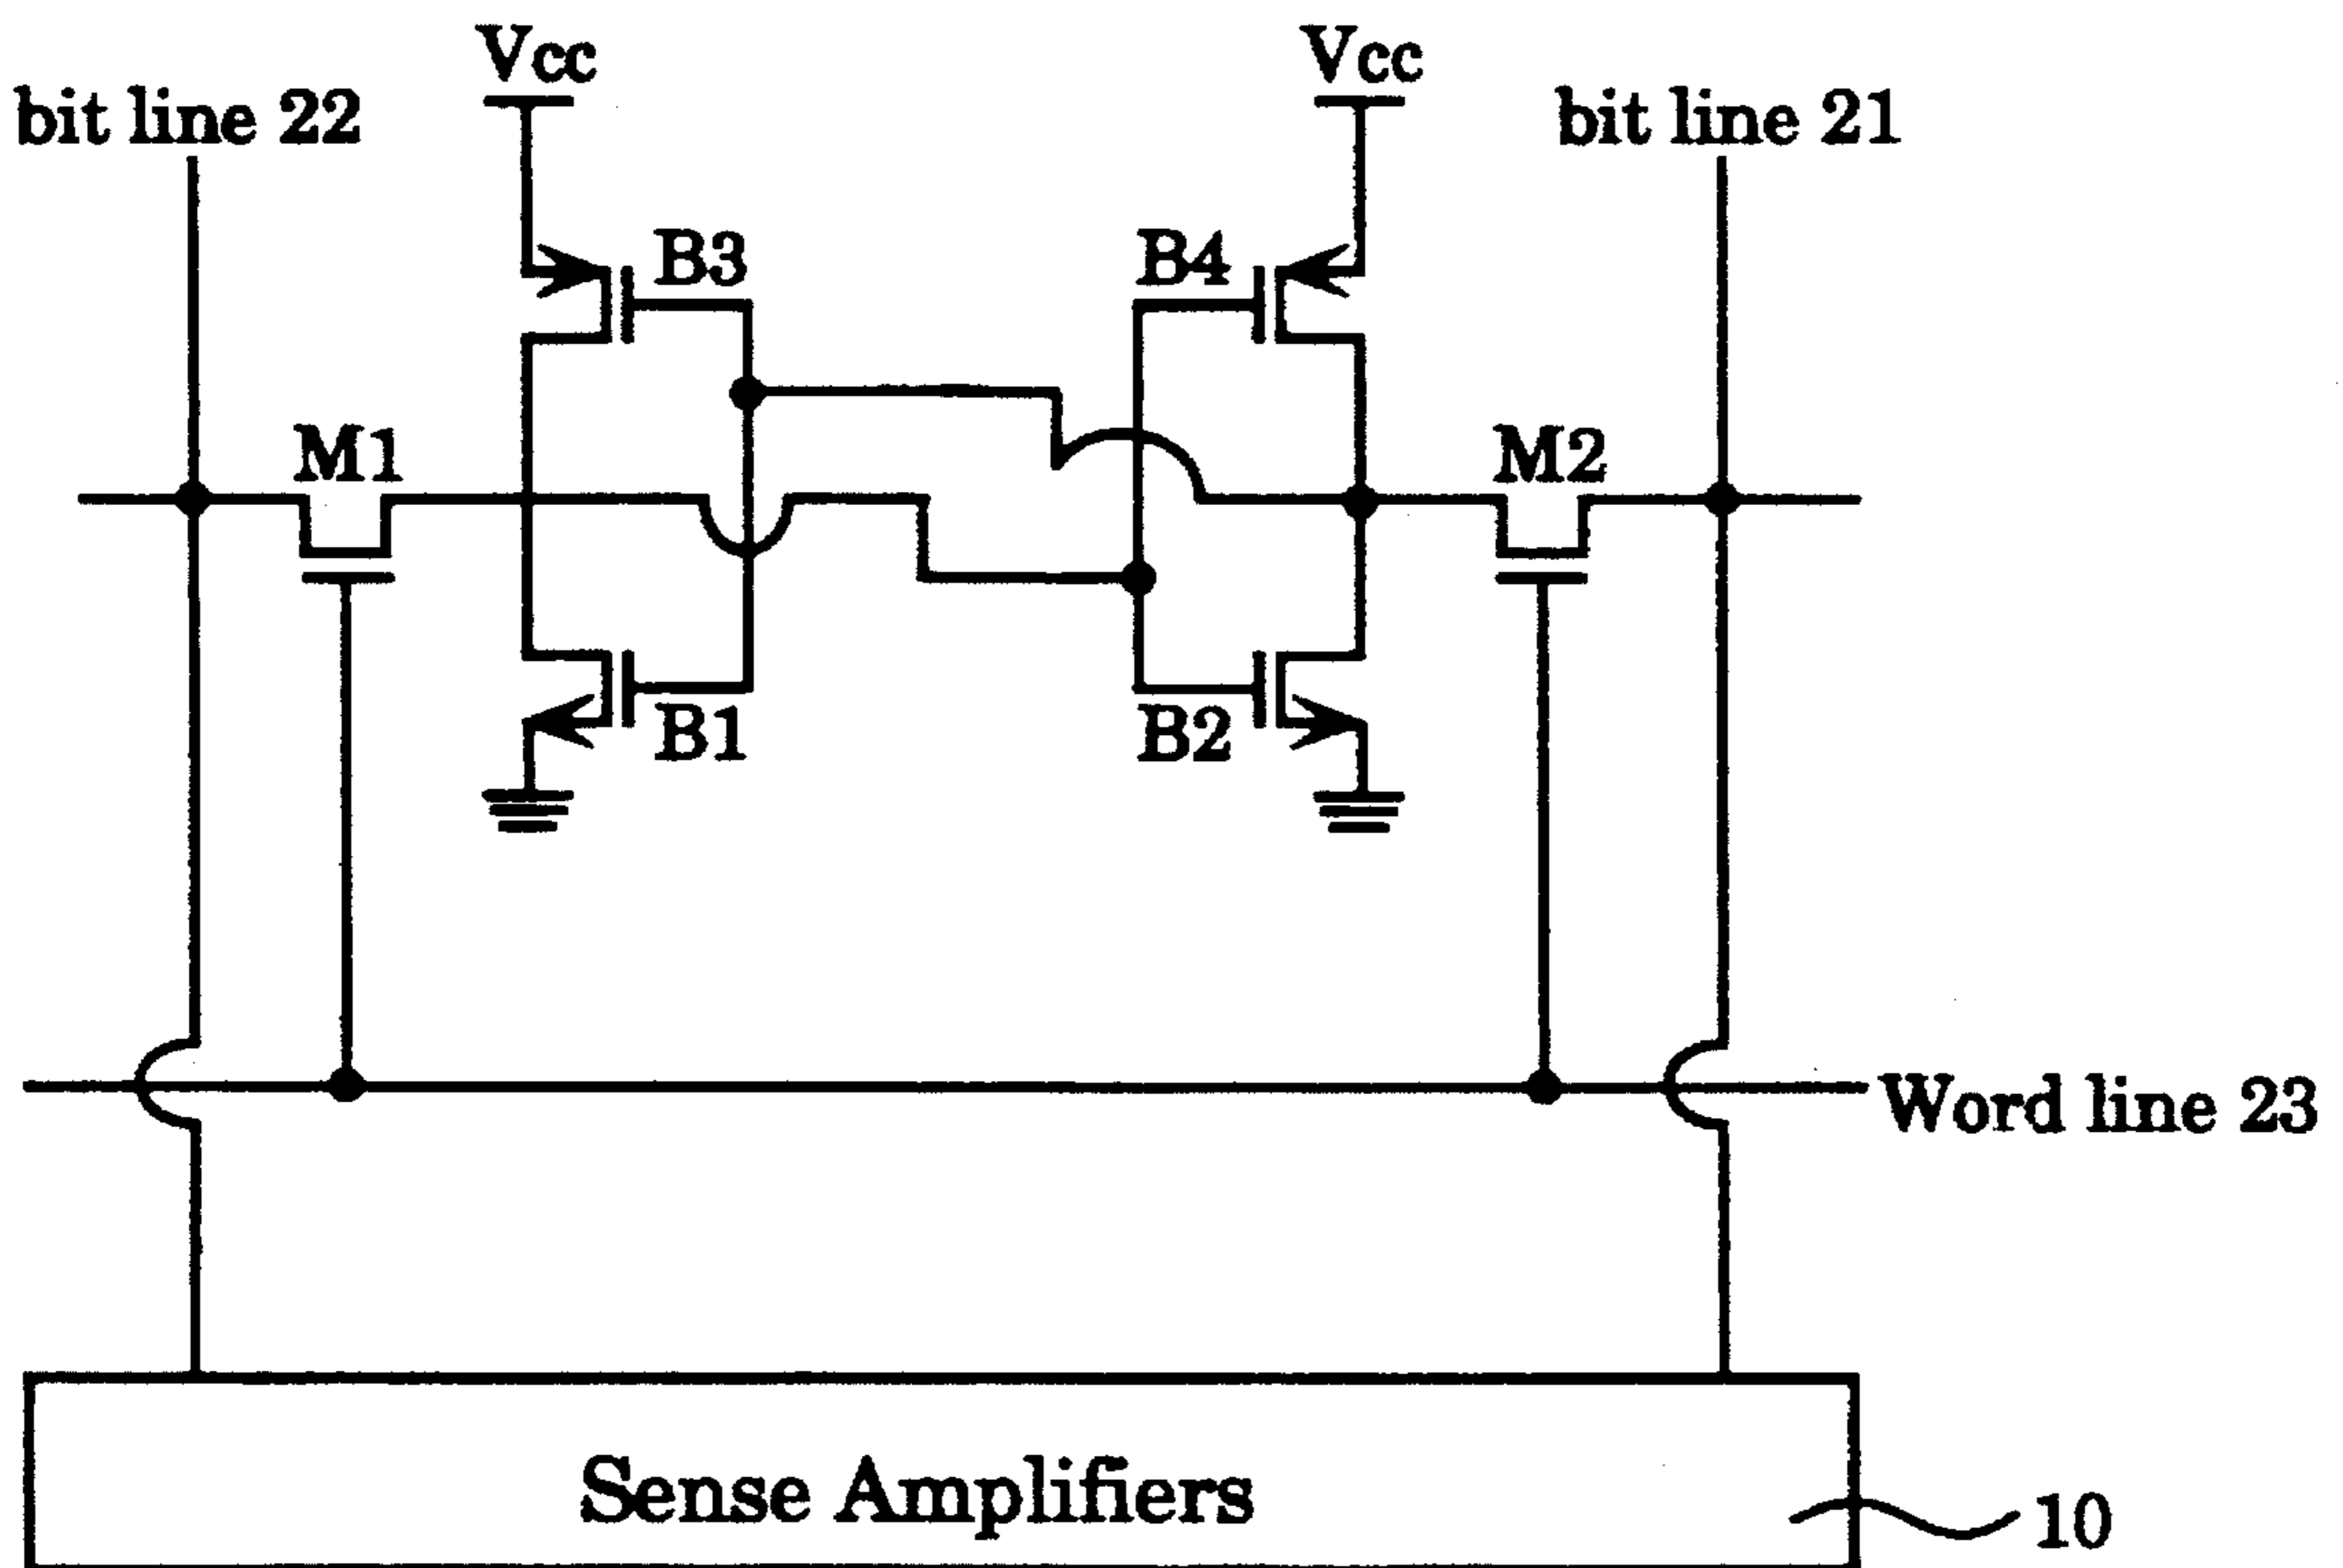 Vcc
Vcc
bit line 22
bit line 21
B3
B4
M1
M2
B1
B2
Word line 23
Sense Amplifiers
10